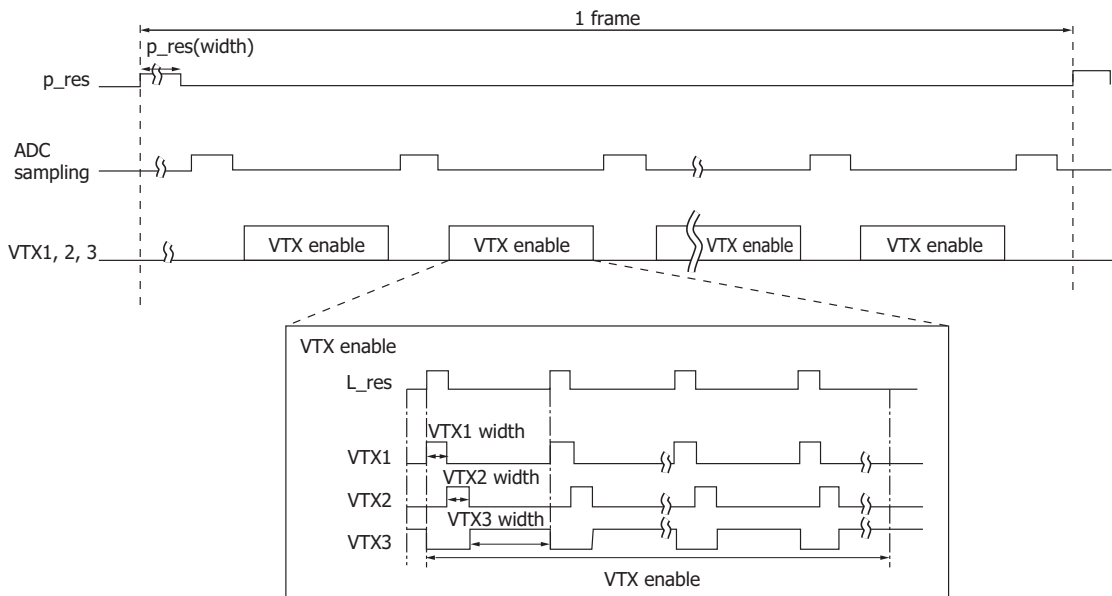 1 frame
p_res(width)
p_res
ADC
sampling
VTX1, 2, 3
VTX enable
VTX enable
VTX enable
VTX enable
VTX enable
L_res
VTX1 width
VTX1
VTX2 width
VTX2
VTX3 width
VTX3
VTX enable